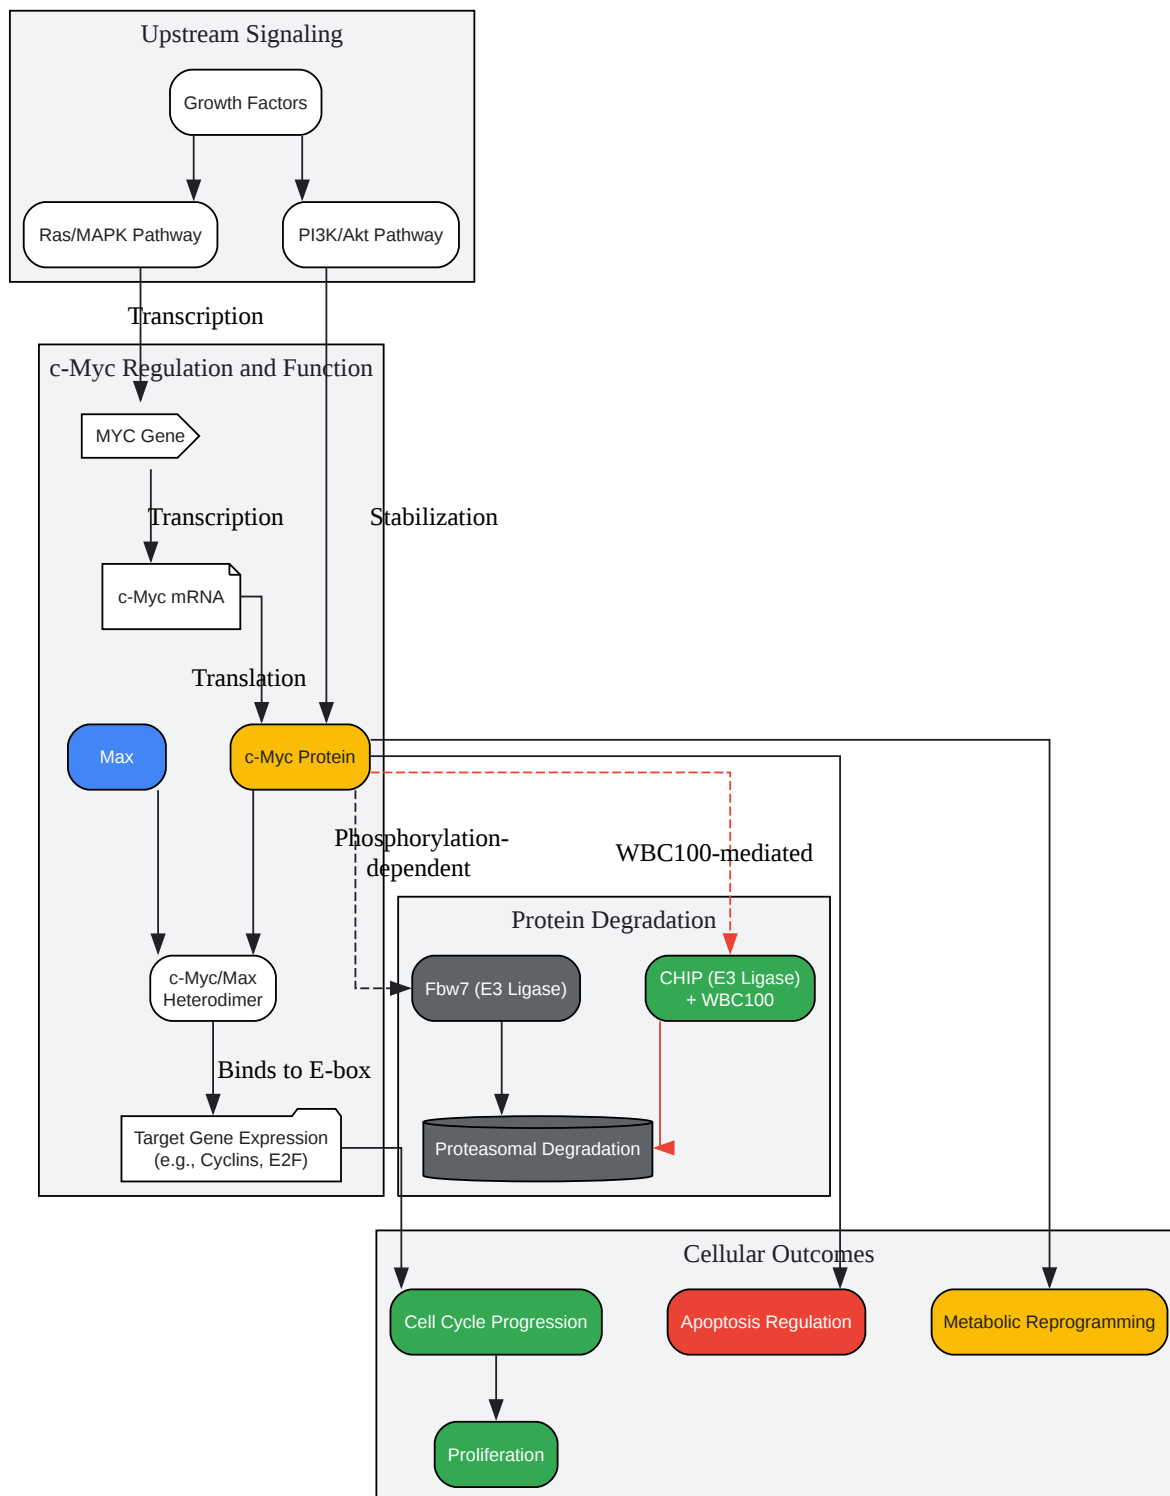 Upstream Signaling
Growth Factors
Ras/MAPK Pathway
PI3K/Akt Pathway
Transcription
c-Myc Regulation and Function
MYC Gene
Transcription
Stabilization
c-Myc mRNA
Translation
Max
c-Myc Protein
Phosphorylation-
dependent
WBC100-mediated
Protein Degradation
c-Myc/Max
Heterodimer
Fbw7 (E3 Ligase)
CHIP (E3 Ligase)
+ WBC100
Binds to E-box
Target Gene Expression
(e.g., Cyclins, E2F)
Proteasomal Degradation
Cellular Outcomes
Cell Cycle Progression
Apoptosis Regulation
Metabolic Reprogramming
Proliferation